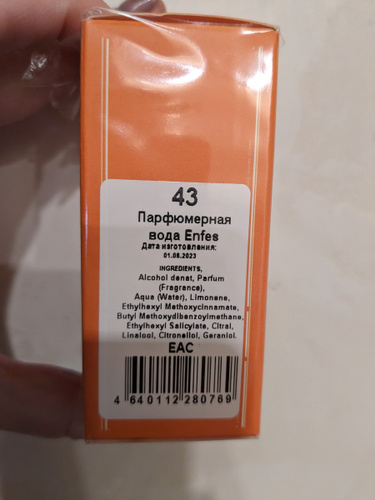 43
Парфюмерная
вода Enfes
Дата изготовления:
01.08.2023
INGREDIENTS,
Alcohol denat, Parfum
(Fragrance),
Aqua (Water), Limonene,
Ethylhexyl Methoxycinnamate,
Butyl Methoxydibenzoylmethane,
Ethylhexyl Salicylate, Citral,
Linalool, Citronellol, Geraniol.
EAC
4 640112 280769